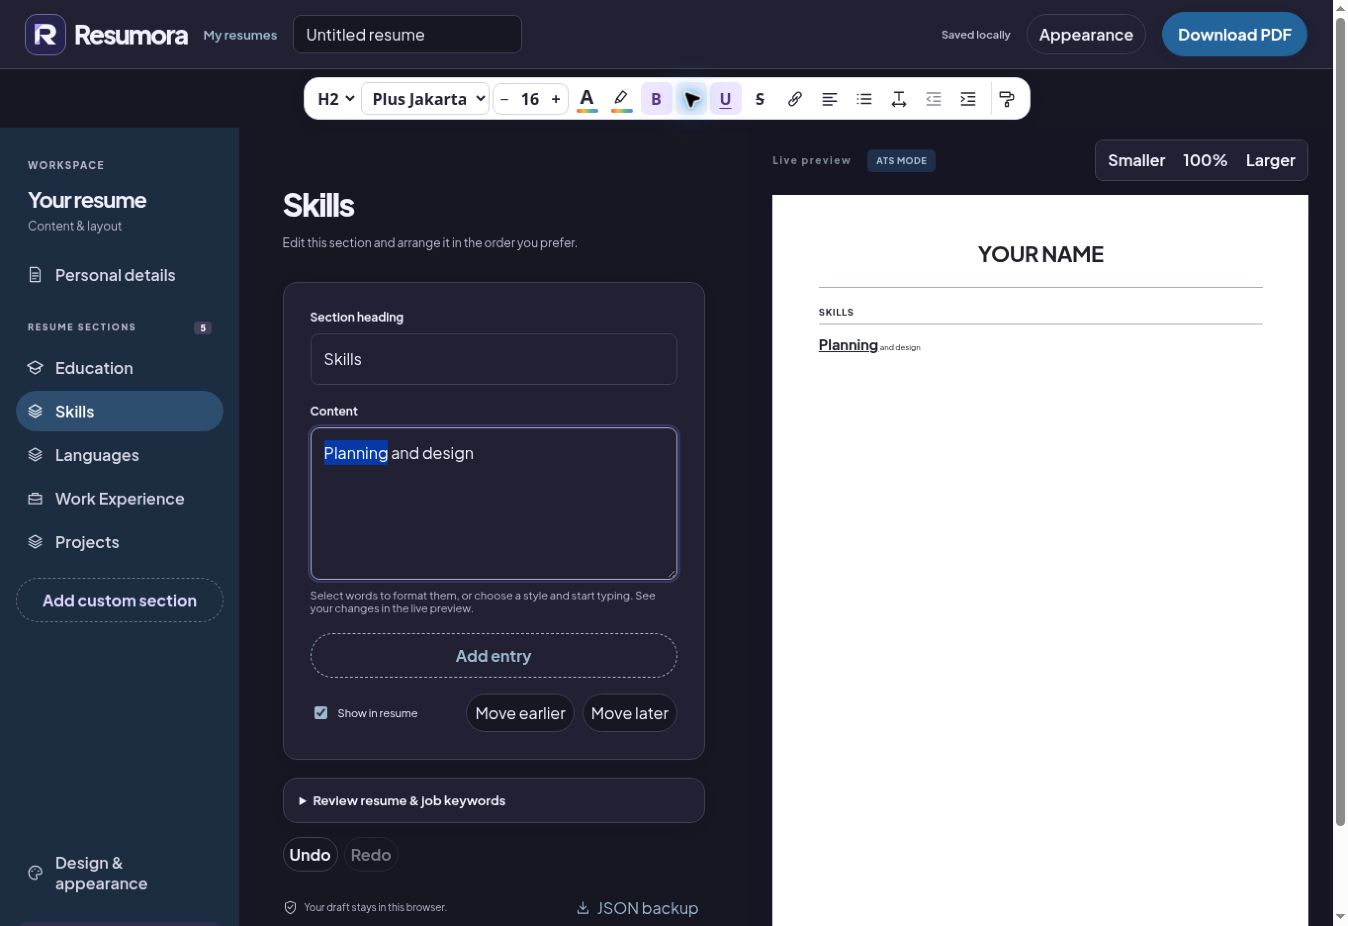 R Resumora My resumes Untitled resume Saved locally Appearance Download PDF
H2 Plus Jakarta − 16 + A B U S
WORKSPACE
Your resume
Content & layout
Personal details
RESUME SECTIONS 5
Education
Skills
Languages
Work Experience
Projects
Add custom section
Design &
appearance
Skills
Edit this section and arrange it in the order you prefer.
Section heading
Skills
Content
Planning and design
Select words to format them, or choose a style and start typing. See
your changes in the live preview.
Add entry
Show in resume Move earlier Move later
Review resume & job keywords
Undo Redo
Your draft stays in this browser. JSON backup
Live preview ATS MODE Smaller 100% Larger
YOUR NAME
SKILLS
Planning and design